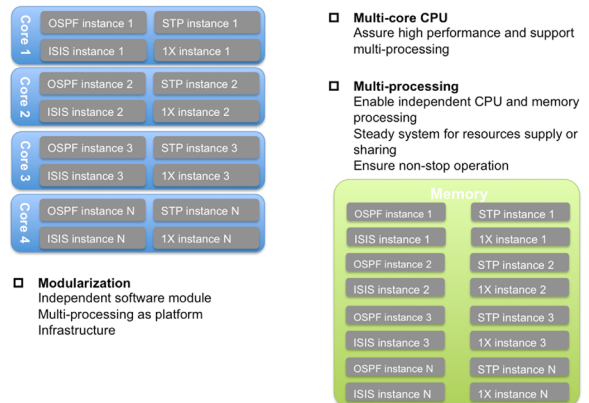 Core 1
OSPF instance 1
STP instance 1
ISIS instance 1
1X instance 1
Core 2
OSPF instance 2
STP instance 2
ISIS instance 2
1X instance 2
Core 3
OSPF instance 3
STP instance 3
ISIS instance 3
1X instance 3
Core 4
OSPF instance N
STP instance N
ISIS instance N
1X instance N
Modularization
Independent software module
Multi-processing as platform
Infrastructure
Multi-core CPU
Assure high performance and support
multi-processing
Multi-processing
Enable independent CPU and memory
processing
Steady system for resources supply or
sharing
Ensure non-stop operation
Memory
OSPF instance 1
STP instance 1
ISIS instance 1
1X instance 1
OSPF instance 2
STP instance 2
ISIS instance 2
1X instance 2
OSPF instance 3
STP instance 3
ISIS instance 3
1X instance 3
OSPF instance N
STP instance N
ISIS instance N
1X instance N